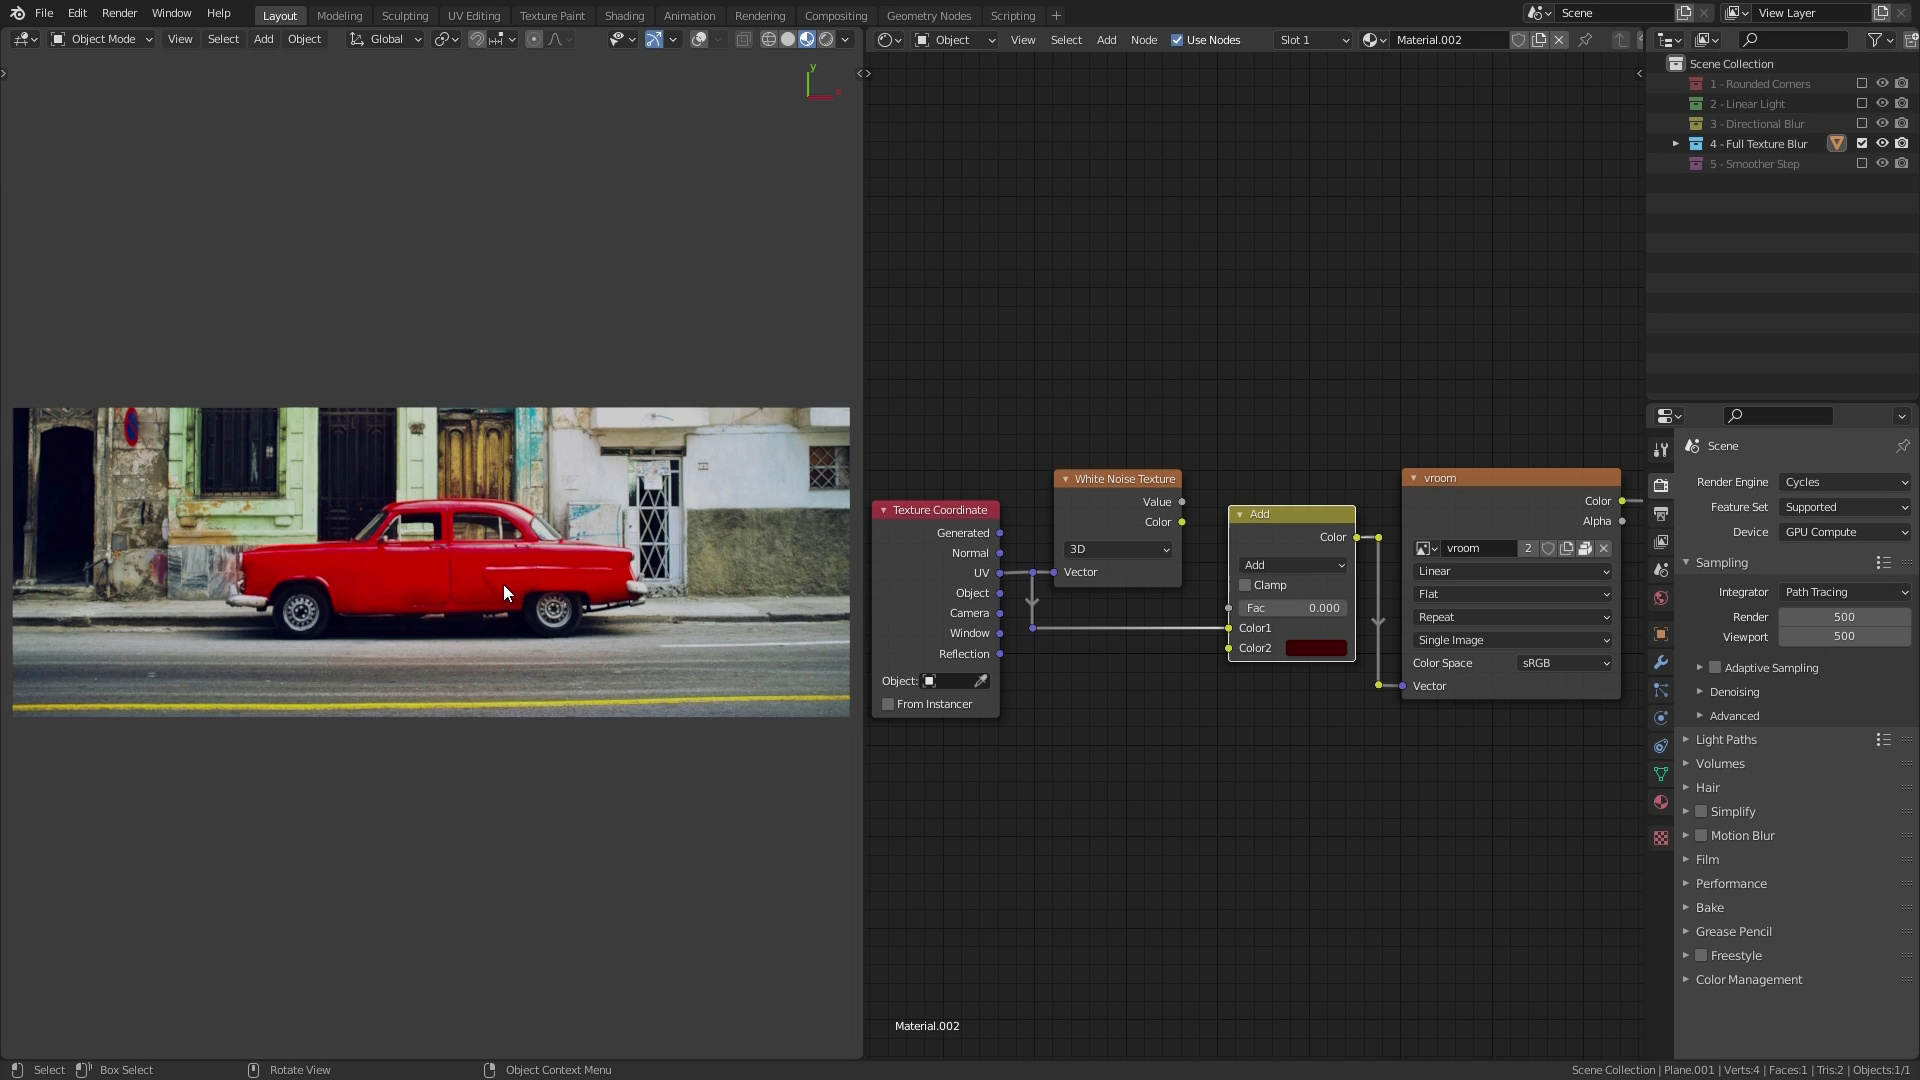 File Edit Render Window Help Layout Modeling Sculpting UV Editing Texture Paint Shading Animation Rendering Compositing Geometry Nodes Scripting + Scene View Layer
Object Mode View Select Add Object Global Object View Select Add Node Use Nodes Slot 1 Material.002
y
Scene Collection
1 - Rounded Corners
2 - Linear Light
3 - Directional Blur
4 - Full Texture Blur
5 - Smoother Step
Texture Coordinate
Generated
Normal
UV
Object
Camera
Window
Reflection
Object:
From Instancer
White Noise Texture
Value
Color
3D
Vector
Add
Color
Add
Clamp
Fac 0.000
Color1
Color2
vroom
Color
Alpha
vroom 2
Linear
Flat
Repeat
Single Image
Color Space sRGB
Vector
Material.002
Scene
Render Engine Cycles
Feature Set Supported
Device GPU Compute
Sampling
Integrator Path Tracing
Render 500
Viewport 500
Adaptive Sampling
Denoising
Advanced
Light Paths
Volumes
Hair
Simplify
Motion Blur
Film
Performance
Bake
Grease Pencil
Freestyle
Color Management
Select Box Select Rotate View Object Context Menu Scene Collection | Plane.001 | Verts:4 | Faces:1 | Tris:2 | Objects:1/1